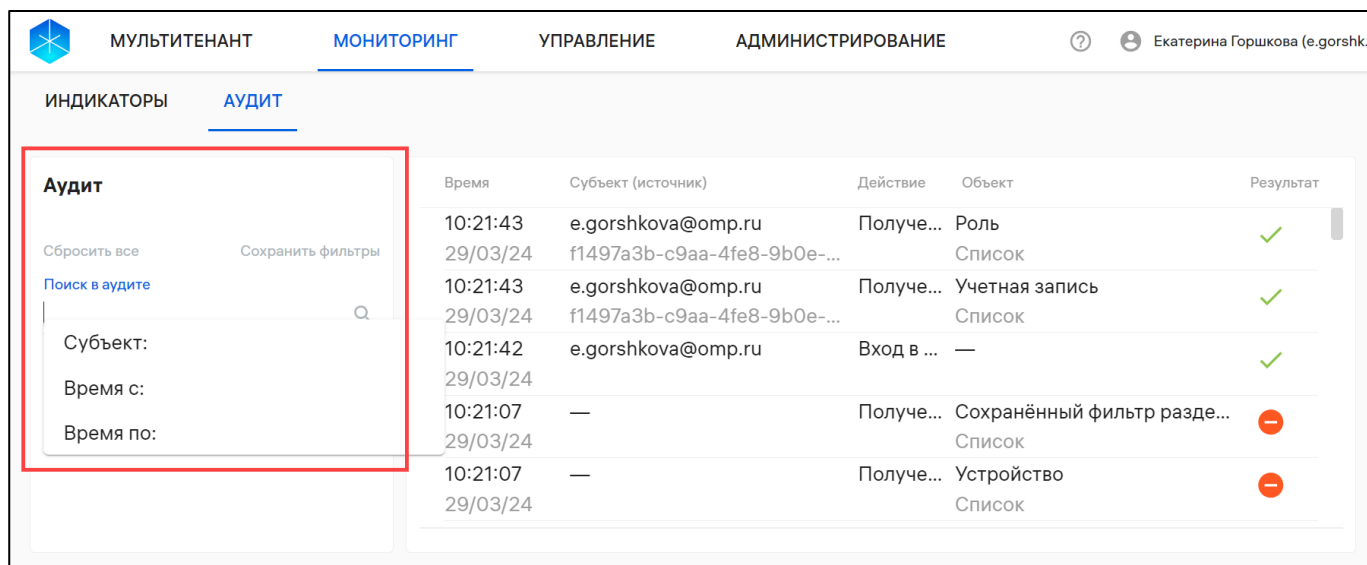 МУЛЬТИТЕНАНТ МОНИТОРИНГ УПРАВЛЕНИЕ АДМИНИСТРИРОВАНИЕ ? Екатерина Горшкова (e.gorshk.
ИНДИКАТОРЫ АУДИТ
Аудит
Сбросить все Сохранить фильтры
Поиск в аудите
Субъект:
Время с:
Время по:
Время Субъект (источник) Действие Объект Результат
10:21:43 e.gorshkova@omp.ru Получе... Роль
29/03/24 f1497a3b-c9aa-4fe8-9b0e-... Список
10:21:43 e.gorshkova@omp.ru Получе... Учетная запись
29/03/24 f1497a3b-c9aa-4fe8-9b0e-... Список
10:21:42 e.gorshkova@omp.ru Вход в ... —
29/03/24
10:21:07 — Получе... Сохранённый фильтр разде...
29/03/24 Список
10:21:07 — Получе... Устройство
29/03/24 Список